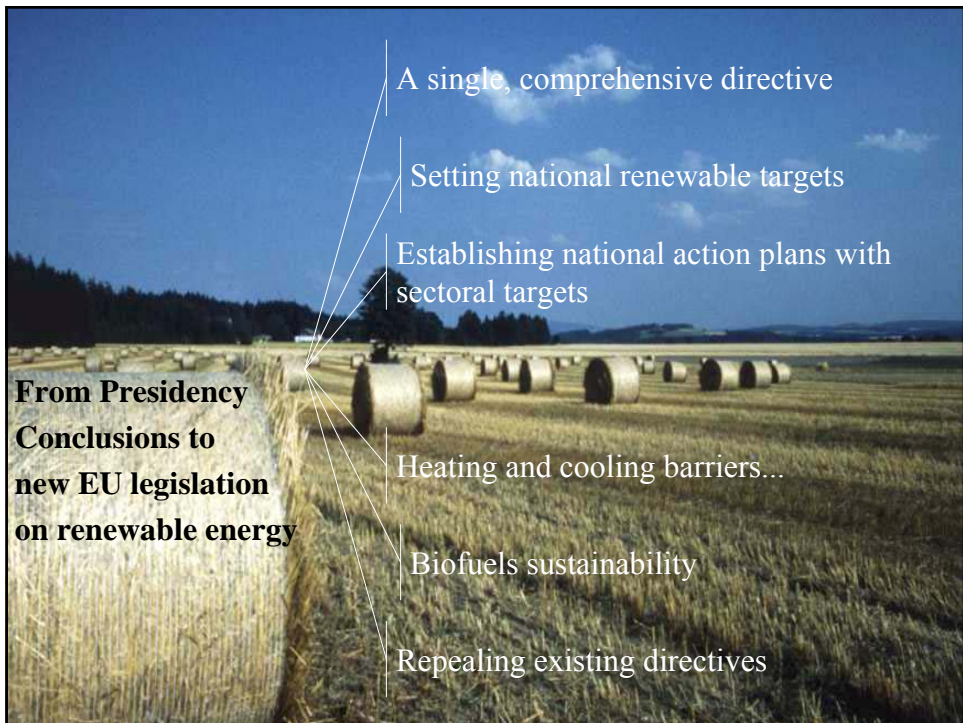 A single, comprehensive directive
Setting national renewable targets
Establishing national action plans with
sectoral targets
From Presidency
Conclusions to
new EU legislation
on renewable energy
Heating and cooling barriers...
Biofuels sustainability
Repealing existing directives